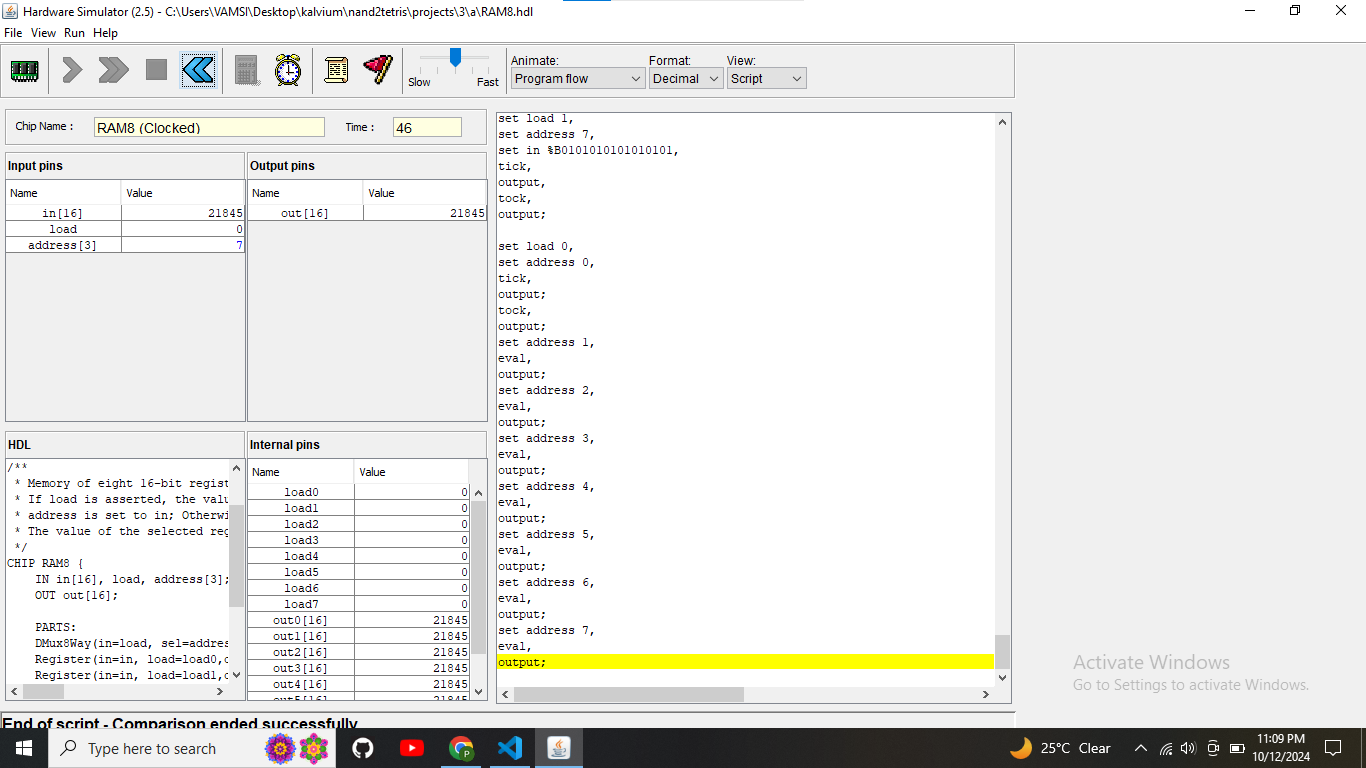 Hardware Simulator (2.5) - C:\Users\VAMSI\Desktop\kalvium\nand2tetris\projects\3\a\RAM8.hdl
File View Run Help
Slow Fast
Animate: Format: View:
Program flow Decimal Script
Chip Name : RAM8 (Clocked) Time : 46
Input pins
Name Value
in[16] 21845
load 0
address[3] 7
Output pins
Name Value
out[16] 21845
HDL
/**
* Memory of eight 16-bit regist
* If load is asserted, the valu
* address is set to in; Otherwi
* The value of the selected reg
*/
CHIP RAM8 {
IN in[16], load, address[3];
OUT out[16];
PARTS:
DMux8Way(in=load, sel=addres
Register(in=in, load=load0,o
Register(in=in, load=load1,o
Internal pins
Name Value
load0 0
load1 0
load2 0
load3 0
load4 0
load5 0
load6 0
load7 0
out0[16] 21845
out1[16] 21845
out2[16] 21845
out3[16] 21845
out4[16] 21845
out5[16] 21845
set load 1,
set address 7,
set in %B0101010101010101,
tick,
output,
tock,
output;
set load 0,
set address 0,
tick,
output;
tock,
output;
set address 1,
eval,
output;
set address 2,
eval,
output;
set address 3,
eval,
output;
set address 4,
eval,
output;
set address 5,
eval,
output;
set address 6,
eval,
output;
set address 7,
eval,
output;
Activate Windows
Go to Settings to activate Windows.
End of script - Comparison ended successfully
Type here to search
25°C Clear
11:09 PM
10/12/2024